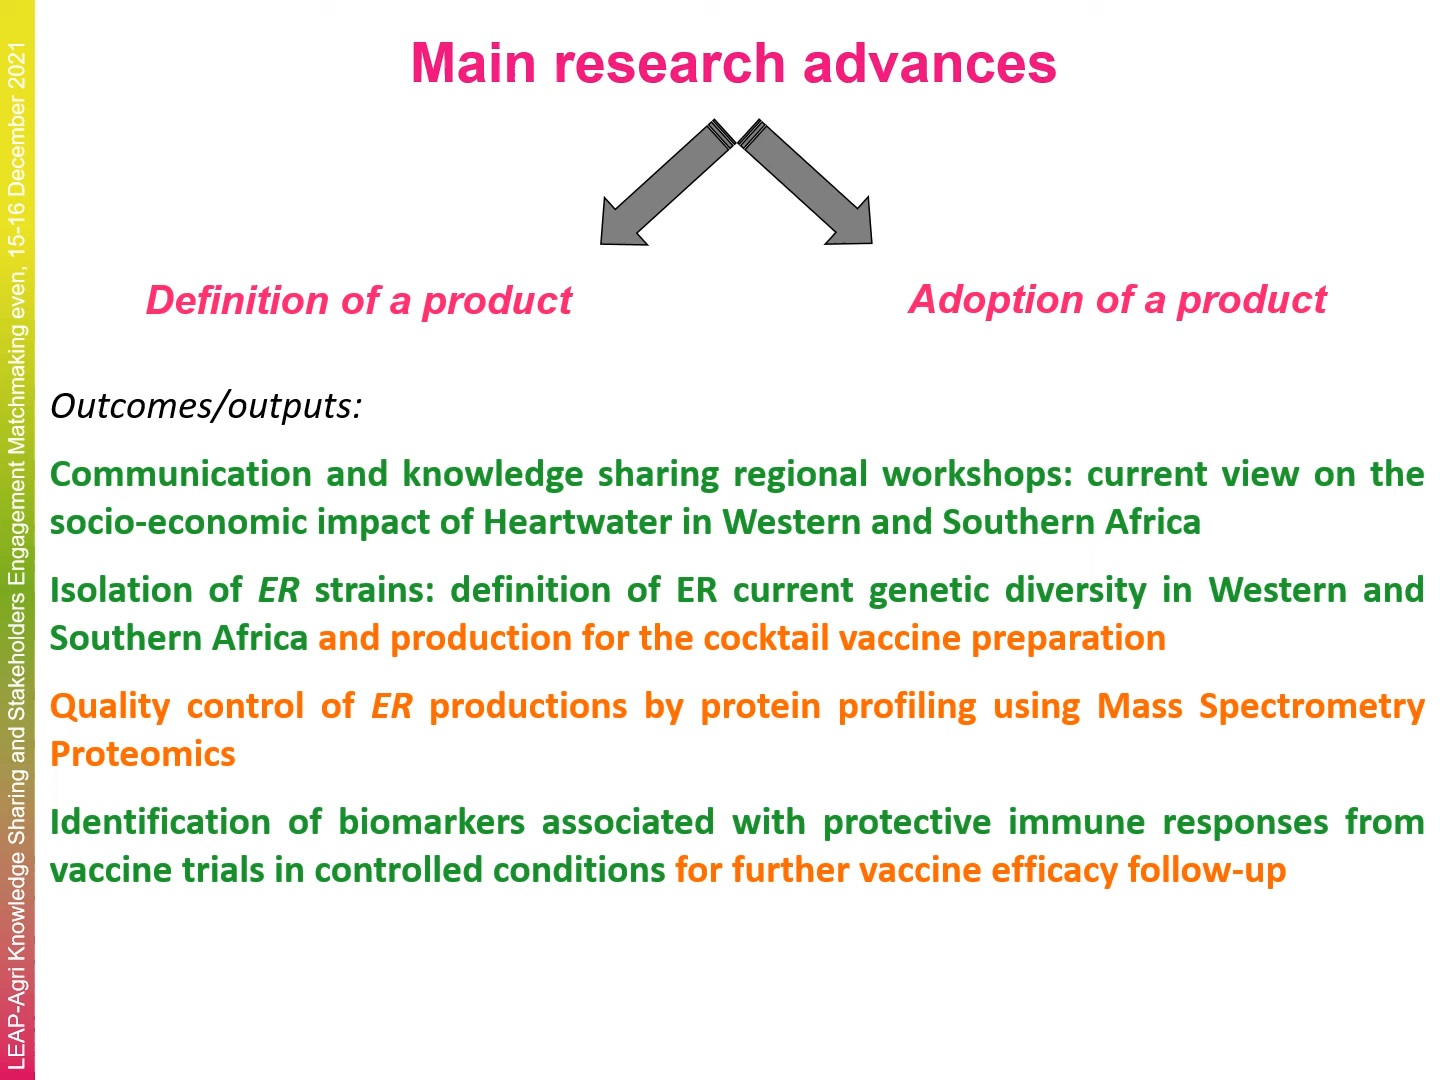 Main research advances
Definition of a product
Adoption of a product
Outcomes/outputs:
Communication and knowledge sharing regional workshops: current view on the
socio-economic impact of Heartwater in Western and Southern Africa
Isolation of ER strains: definition of ER current genetic diversity in Western and
Southern Africa and production for the cocktail vaccine preparation
Quality control of ER productions by protein profiling using Mass Spectrometry
Proteomics
Identification of biomarkers associated with protective immune responses from
vaccine trials in controlled conditions for further vaccine efficacy follow-up
LEAP-Agri Knowledge Sharing and Stakeholders Engagement Matchmaking even, 15-16 December 2021